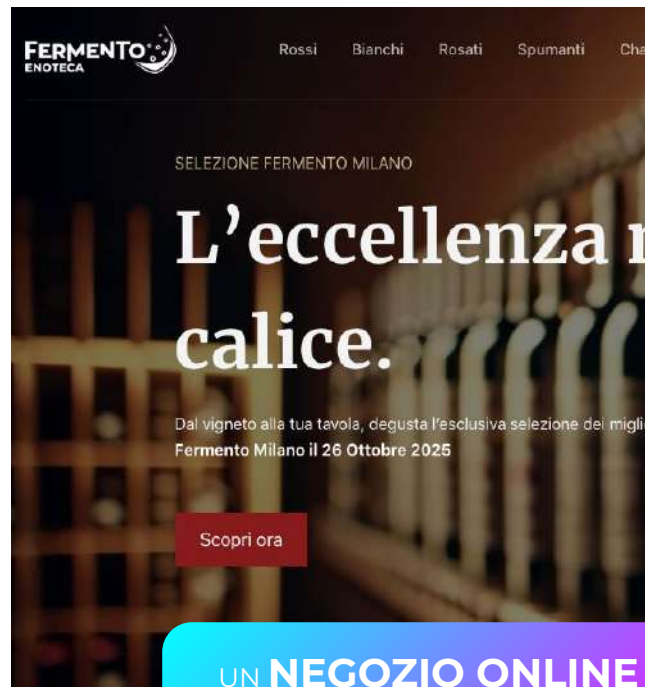 FERMENTO
ENOTECA
Rossi Bianchi Rosati Spumanti
SELEZIONE FERMENTO MILANO
L’eccellenza
calice.
Dal vigneto alla tua tavola, degusta l’esclusiva selezione dei
Fermento Milano il 26 Ottobre 2025
Scopri ora
UN NEGOZIO ONLINE